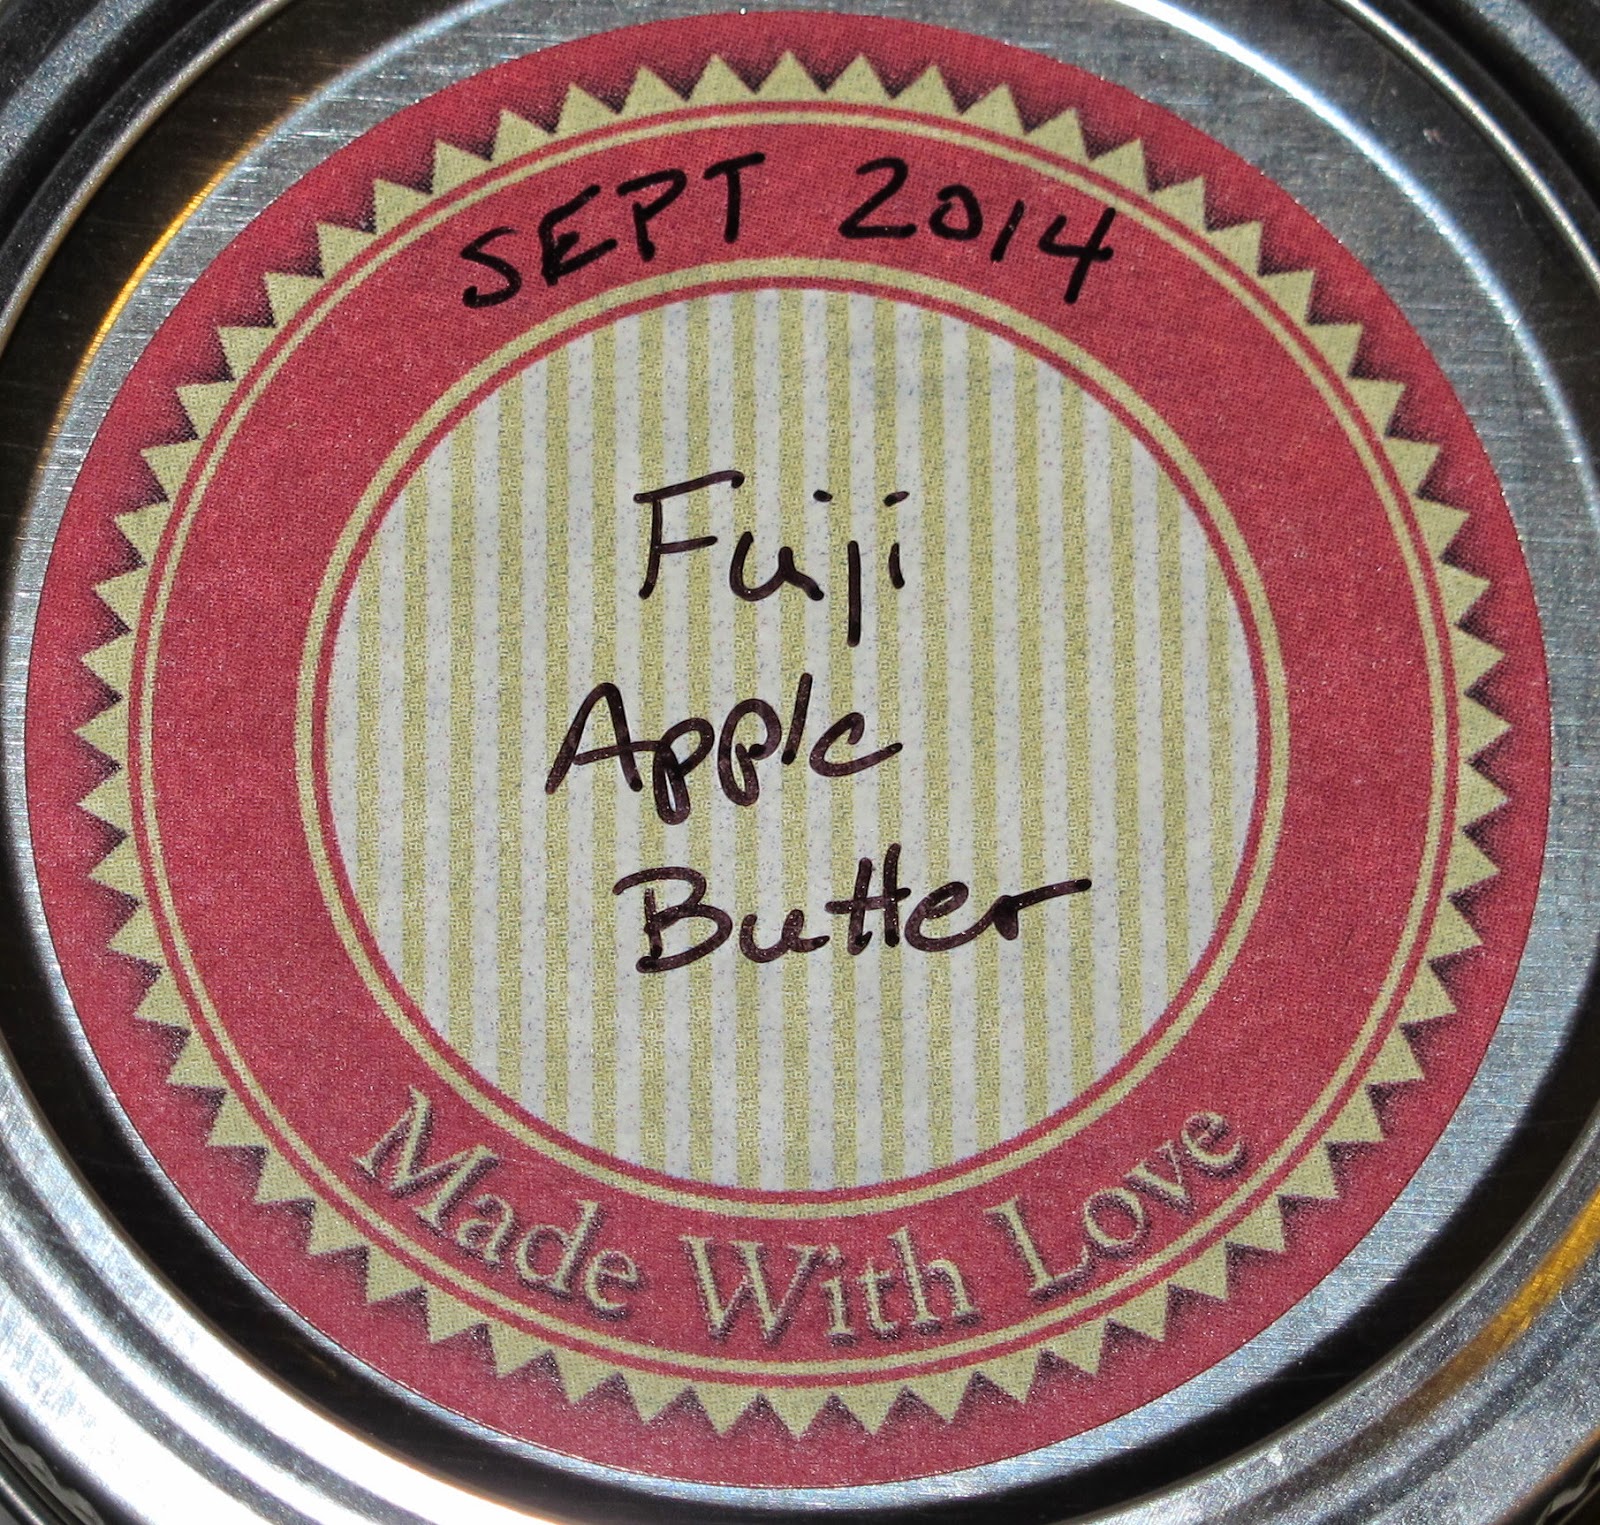 SEPT 2014
Fuji
Apple
Butter
Made With Love